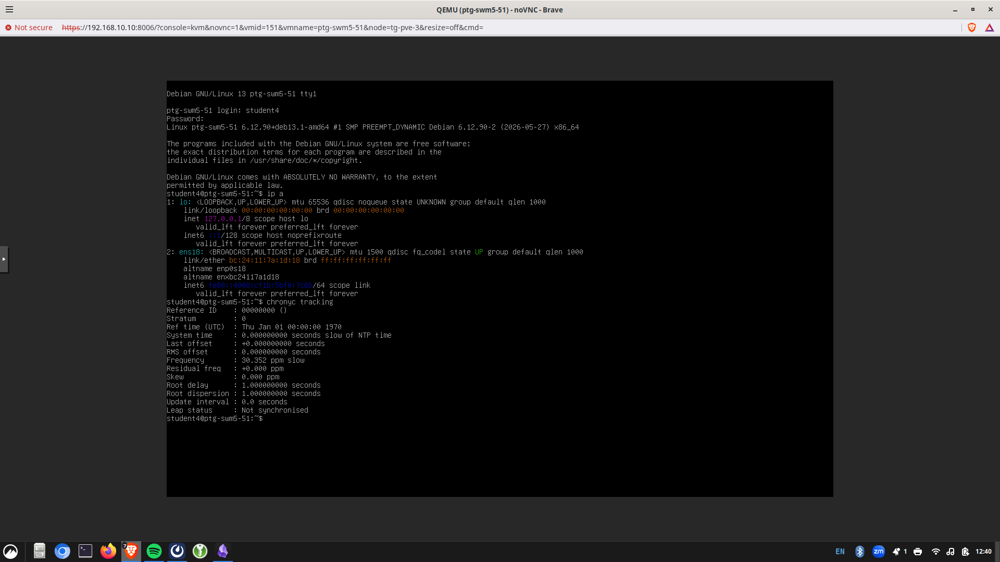 QEMU (ptg-swm5-51) - noVNC - Brave
Not secure https://192.168.10.10:8006/?console=kvm&novnc=1&vmid=151&vmname=ptg-swm5-51&node=tg-pve-3&resize=off&cmd=
Debian GNU/Linux 13 ptg-swm5-51 tty1
ptg-swm5-51 login: student4
Password:
Linux ptg-swm5-51 6.12.90+deb13.1-amd64 #1 SMP PREEMPT_DYNAMIC Debian 6.12.90-2 (2026-05-27) x86_64
The programs included with the Debian GNU/Linux system are free software;
the exact distribution terms for each program are described in the
individual files in /usr/share/doc/*/copyright.
Debian GNU/Linux comes with ABSOLUTELY NO WARRANTY, to the extent
permitted by applicable law.
student4@ptg-swm5-51:~$ ip a
1: lo: <LOOPBACK,UP,LOWER_UP> mtu 65536 qdisc noqueue state UNKNOWN group default qlen 1000
    link/loopback 00:00:00:00:00:00 brd 00:00:00:00:00:00
    inet 127.0.0.1/8 scope host lo
       valid_lft forever preferred_lft forever
    inet6 ::1/128 scope host noprefixroute
       valid_lft forever preferred_lft forever
2: ens18: <BROADCAST,MULTICAST,UP,LOWER_UP> mtu 1500 qdisc fq_codel state UP group default qlen 1000
    link/ether bc:24:11:7a:1d:18 brd ff:ff:ff:ff:ff:ff
    altname enp0s18
    altname enxbc24117a1d18
    inet6 /64 scope link
       valid_lft forever preferred_lft forever
student4@ptg-swm5-51:~$ chronyc tracking
Reference ID    : 00000000 ()
Stratum         : 0
Ref time (UTC)  : Thu Jan 01 00:00:00 1970
System time     : 0.000000000 seconds slow of NTP time
Last offset     : +0.000000000 seconds
RMS offset      : 0.000000000 seconds
Frequency       : 30.352 ppm slow
Residual freq   : +0.000 ppm
Skew            : 0.000 ppm
Root delay      : 1.000000000 seconds
Root dispersion : 1.000000000 seconds
Update interval : 0.0 seconds
Leap status     : Not synchronised
student4@ptg-swm5-51:~$
7 EN zm 1 12:40